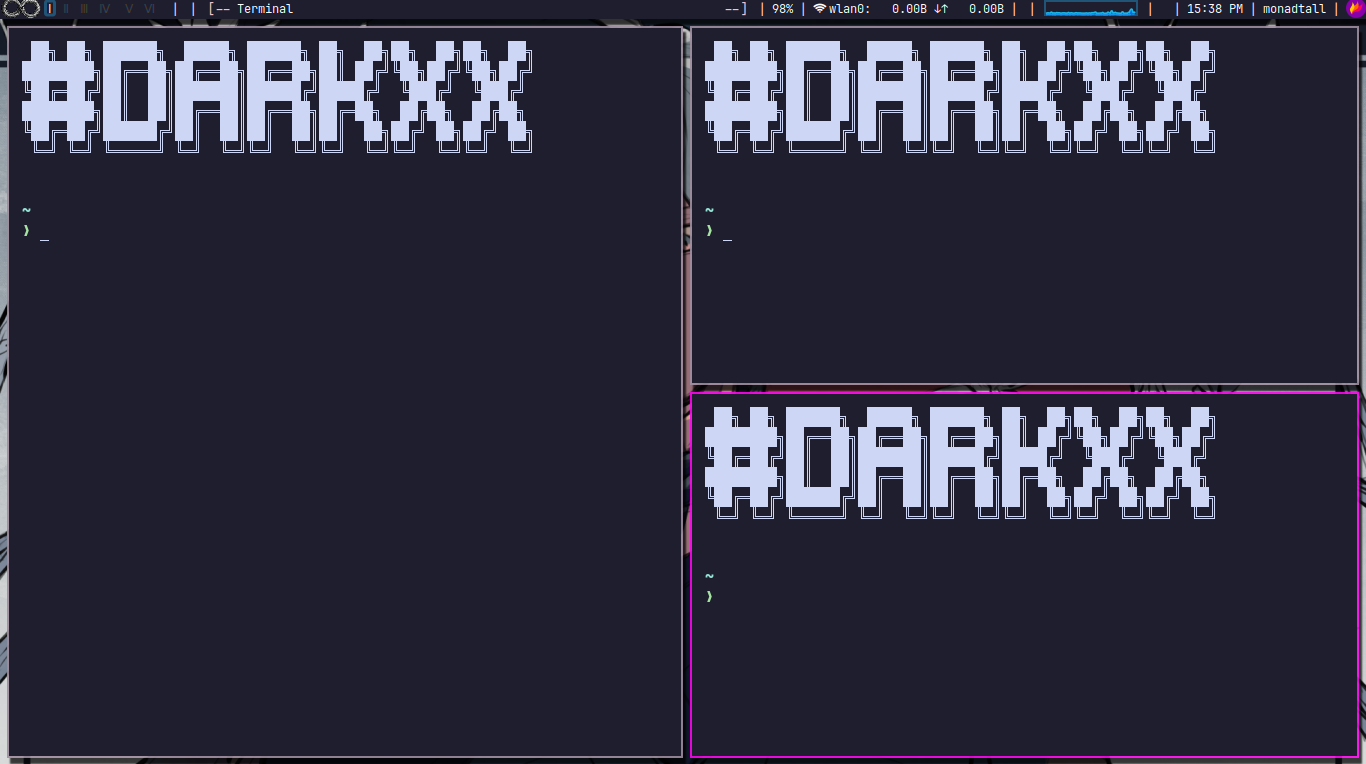 I II III IV V VI | | [-- Terminal --] | 98% | wlan0: 0.00B ↓↑ 0.00B | | | | 15:38 PM | monadtall |
#DARKXX
~
❯ _
#DARKXX
~
❯ _
#DARKXX
~
❯